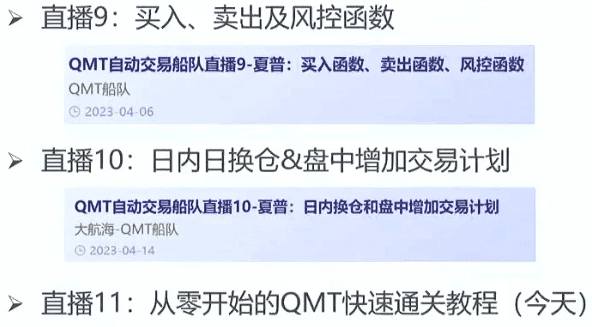 ➢ 直播9：买入、卖出及风控函数
QMT自动交易船队直播9-夏普：买入函数、卖出函数、风控函数
QMT船队
2023-04-06
➢ 直播10：日内日换仓&盘中增加交易计划
QMT自动交易船队直播10-夏普：日内换仓和盘中增加交易计划
大航海-QMT船队
2023-04-14
➢ 直播11：从零开始的QMT快速通关教程（今天）